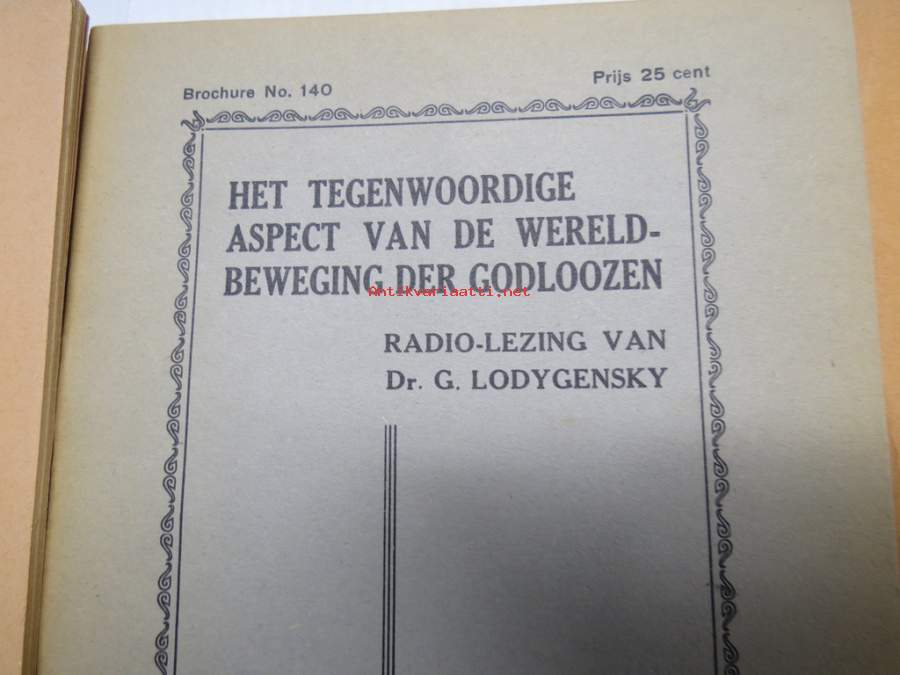 Brochure No. 140
Prijs 25 cent
HET TEGENWOORDIGE
ASPECT VAN DE WERELD-
BEWEGING DER GODLOOZEN
Antikvariaatti.net
RADIO-LEZING VAN
Dr. G. LODYGENSKY